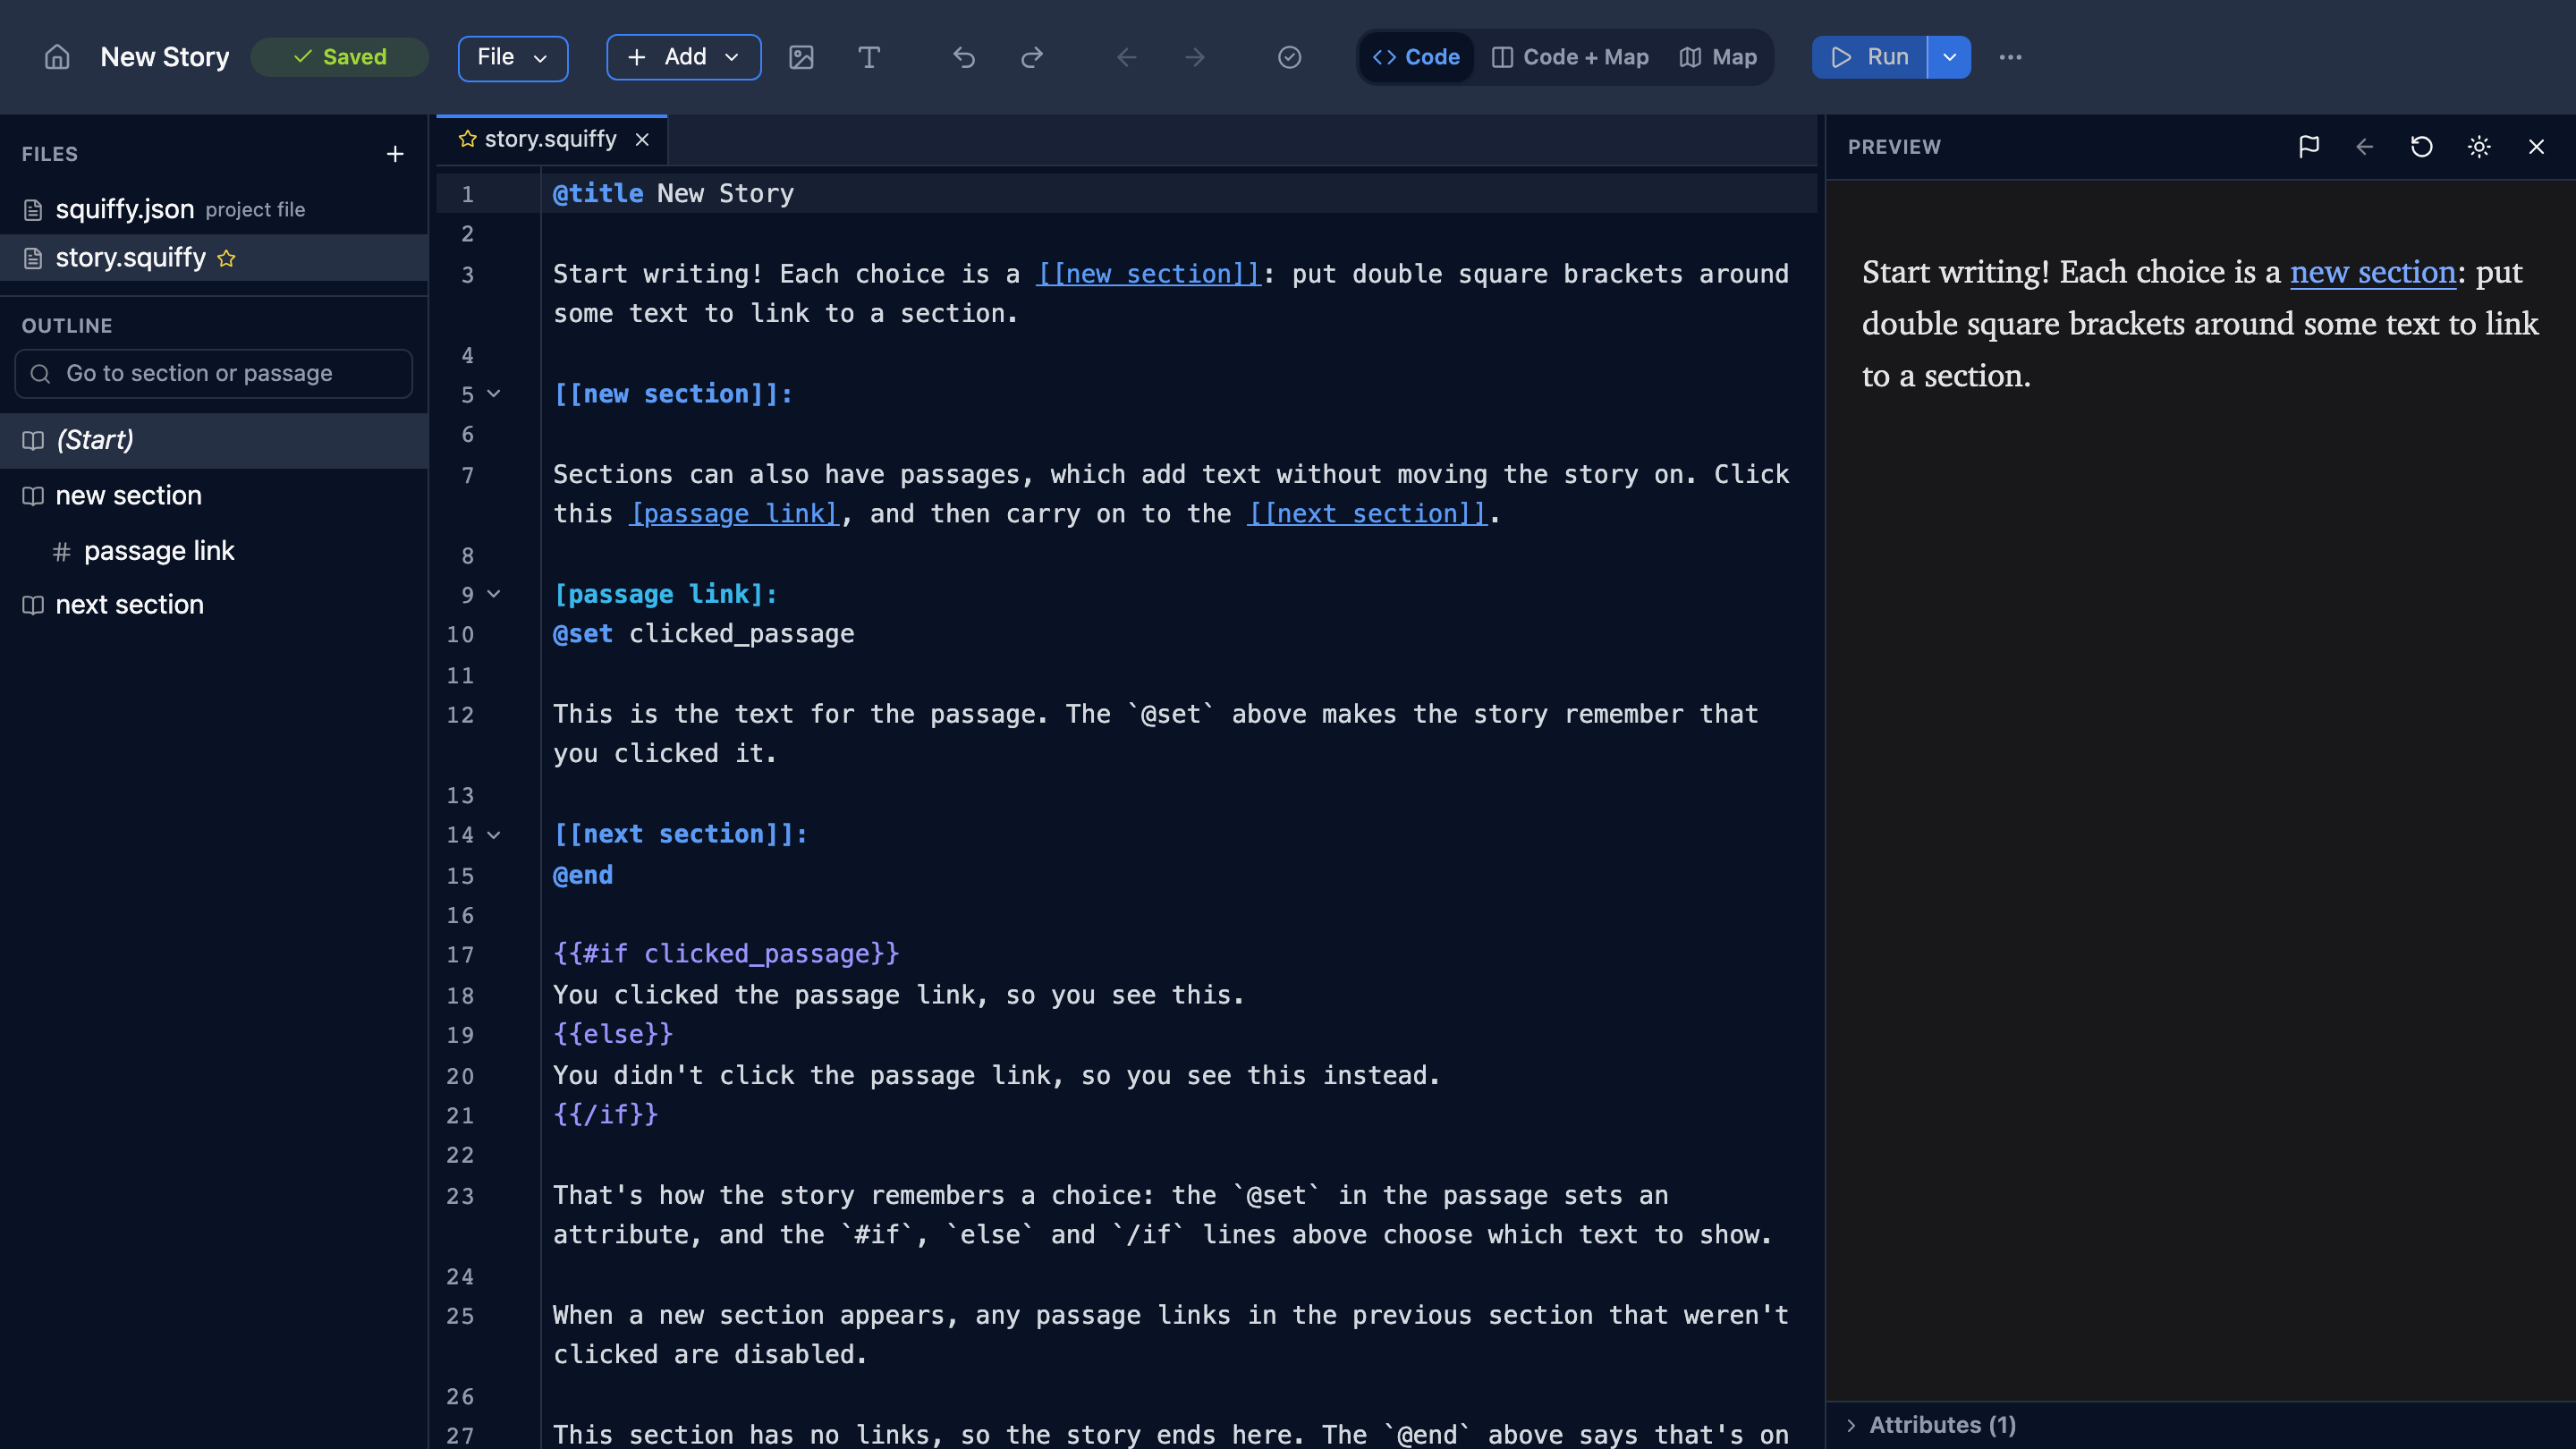 New Story
Saved
File
Add
Code
Code + Map
Map
Run
FILES
squiffy.json project file
story.squiffy
OUTLINE
Go to section or passage
(Start)
new section
# passage link
next section
story.squiffy
1 @title New Story
2
3 Start writing! Each choice is a [[new section]]: put double square brackets around
some text to link to a section.
4
5 [[new section]]:
6
7 Sections can also have passages, which add text without moving the story on. Click
this [passage link], and then carry on to the [[next section]].
8
9 [passage link]:
10 @set clicked_passage
11
12 This is the text for the passage. The `@set` above makes the story remember that
you clicked it.
13
14 [[next section]]:
15 @end
16
17 {{#if clicked_passage}}
18 You clicked the passage link, so you see this.
19 {{else}}
20 You didn't click the passage link, so you see this instead.
21 {{/if}}
22
23 That's how the story remembers a choice: the `@set` in the passage sets an
attribute, and the `#if`, `else` and `/if` lines above choose which text to show.
24
25 When a new section appears, any passage links in the previous section that weren't
clicked are disabled.
26
27 This section has no links, so the story ends here. The `@end` above says that's on
PREVIEW
Start writing! Each choice is a new section: put
double square brackets around some text to link
to a section.
Attributes (1)